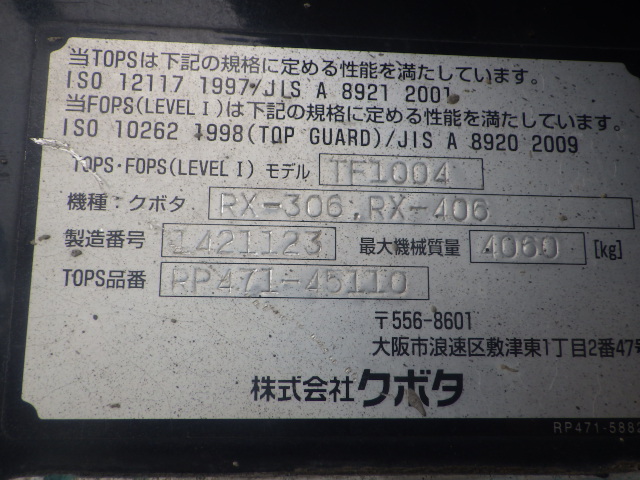 当TOPSは下記の規格に定める性能を満たしています。
ISO 12117 1997/JIS A 8921 2001
当FOPS(LEVEL I)は下記の規格に定める性能を満たしています。
ISO 10262 1998(TOP GUARD)/JIS A 8920 2009
TOPS・FOPS(LEVEL I) モデル TF1004
機種:クボタ RX-306,RX-406
製造番号 1421123 最大機械質量 4060 [kg]
TOPS品番 RP471-45110
〒556-8601
大阪市浪速区敷津東1丁目2番47号
株式会社クボタ
RP471-5882